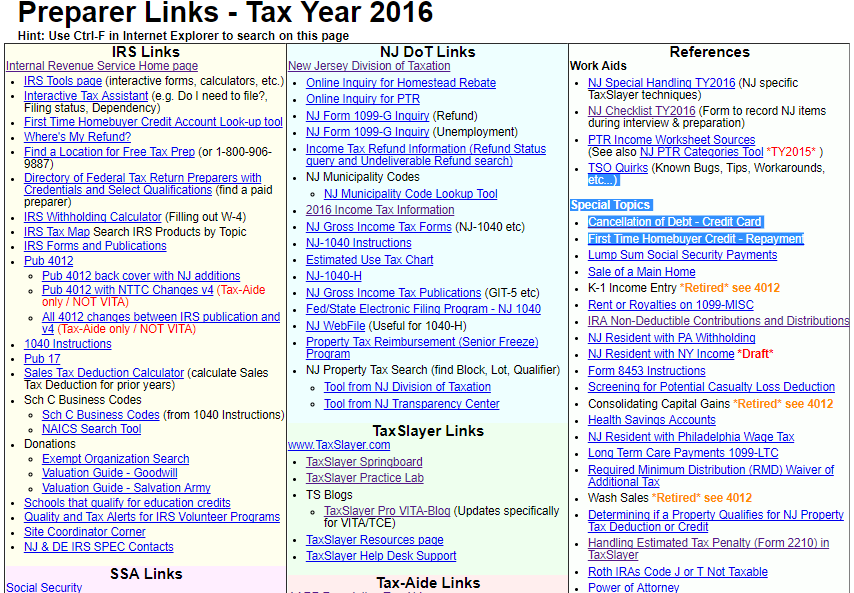 Preparer Links - Tax Year 2016
Hint: Use Ctrl-F in Internet Explorer to search on this page
IRS Links
Internal Revenue Service Home page
IRS Tools page (interactive forms, calculators, etc.)
Interactive Tax Assistant (e.g. Do I need to file?,
Filing status, Dependency)
First Time Homebuyer Credit Account Look-up tool
Where's My Refund?
Find a Location for Free Tax Prep (or 1-800-906-
9887)
Directory of Federal Tax Return Preparers with
Credentials and Select Qualifications (find a paid
preparer)
IRS Withholding Calculator (Filling out W-4)
IRS Tax Map Search IRS Products by Topic
IRS Forms and Publications
Pub 4012
Pub 4012 back cover with NJ additions
Pub 4012 with NTTC Changes v4 (Tax-Aide
only / NOT VITA)
All 4012 changes between IRS publication and
v4 (Tax-Aide only / NOT VITA)
1040 Instructions
Pub 17
Sales Tax Deduction Calculator (calculate Sales
Tax Deduction for prior years)
Sch C Business Codes
Sch C Business Codes (from 1040 Instructions)
NAICS Search Tool
Donations
Exempt Organization Search
Valuation Guide - Goodwill
Valuation Guide - Salvation Army
Schools that qualify for education credits
Quality and Tax Alerts for IRS Volunteer Programs
Site Coordinator Corner
NJ & DE IRS SPEC Contacts
SSA Links
Social Security
NJ DoT Links
New Jersey Division of Taxation
Online Inquiry for Homestead Rebate
Online Inquiry for PTR
NJ Form 1099-G Inquiry (Refund)
NJ Form 1099-G Inquiry (Unemployment)
Income Tax Refund Information (Refund Status
query and Undeliverable Refund search)
NJ Municipality Codes
NJ Municipality Code Lookup Tool
2016 Income Tax Information
NJ Gross Income Tax Forms (NJ-1040 etc)
NJ-1040 Instructions
Estimated Use Tax Chart
NJ-1040-H
NJ Gross Income Tax Publications (GIT-5 etc)
Fed/State Electronic Filing Program - NJ 1040
NJ WebFile (Useful for 1040-H)
Property Tax Reimbursement (Senior Freeze)
Program
NJ Property Tax Search (find Block, Lot, Qualifier)
Tool from NJ Division of Taxation
Tool from NJ Transparency Center
TaxSlayer Links
www.TaxSlayer.com
TaxSlayer Springboard
TaxSlayer Practice Lab
TS Blogs
TaxSlayer Pro VITA-Blog (Updates specifically
for VITA/TCE)
TaxSlayer Resources page
TaxSlayer Help Desk Support
Tax-Aide Links
References
Work Aids
NJ Special Handling TY2016 (NJ specific
TaxSlayer techniques)
NJ Checklist TY2016 (Form to record NJ items
during interview & preparation)
PTR Income Worksheet Sources
(See also NJ PTR Categories Tool *TY2015* )
TSO Quirks (Known Bugs, Tips, Workarounds,
etc...)
Special Topics
Cancellation of Debt - Credit Card
First Time Homebuyer Credit - Repayment
Lump Sum Social Security Payments
Sale of a Main Home
K-1 Income Entry *Retired* see 4012
Rent or Royalties on 1099-MISC
IRA Non-Deductible Contributions and Distributions
NJ Resident with PA Withholding
NJ Resident with NY Income *Draft*
Form 8453 Instructions
Screening for Potential Casualty Loss Deduction
Consolidating Capital Gains *Retired* see 4012
Health Savings Accounts
NJ Resident with Philadelphia Wage Tax
Long Term Care Payments 1099-LTC
Required Minimum Distribution (RMD) Waiver of
Additional Tax
Wash Sales *Retired* see 4012
Determining if a Property Qualifies for NJ Property
Tax Deduction or Credit
Handling Estimated Tax Penalty (Form 2210) in
TaxSlayer
Roth IRAs Code J or T Not Taxable
Power of Attorney